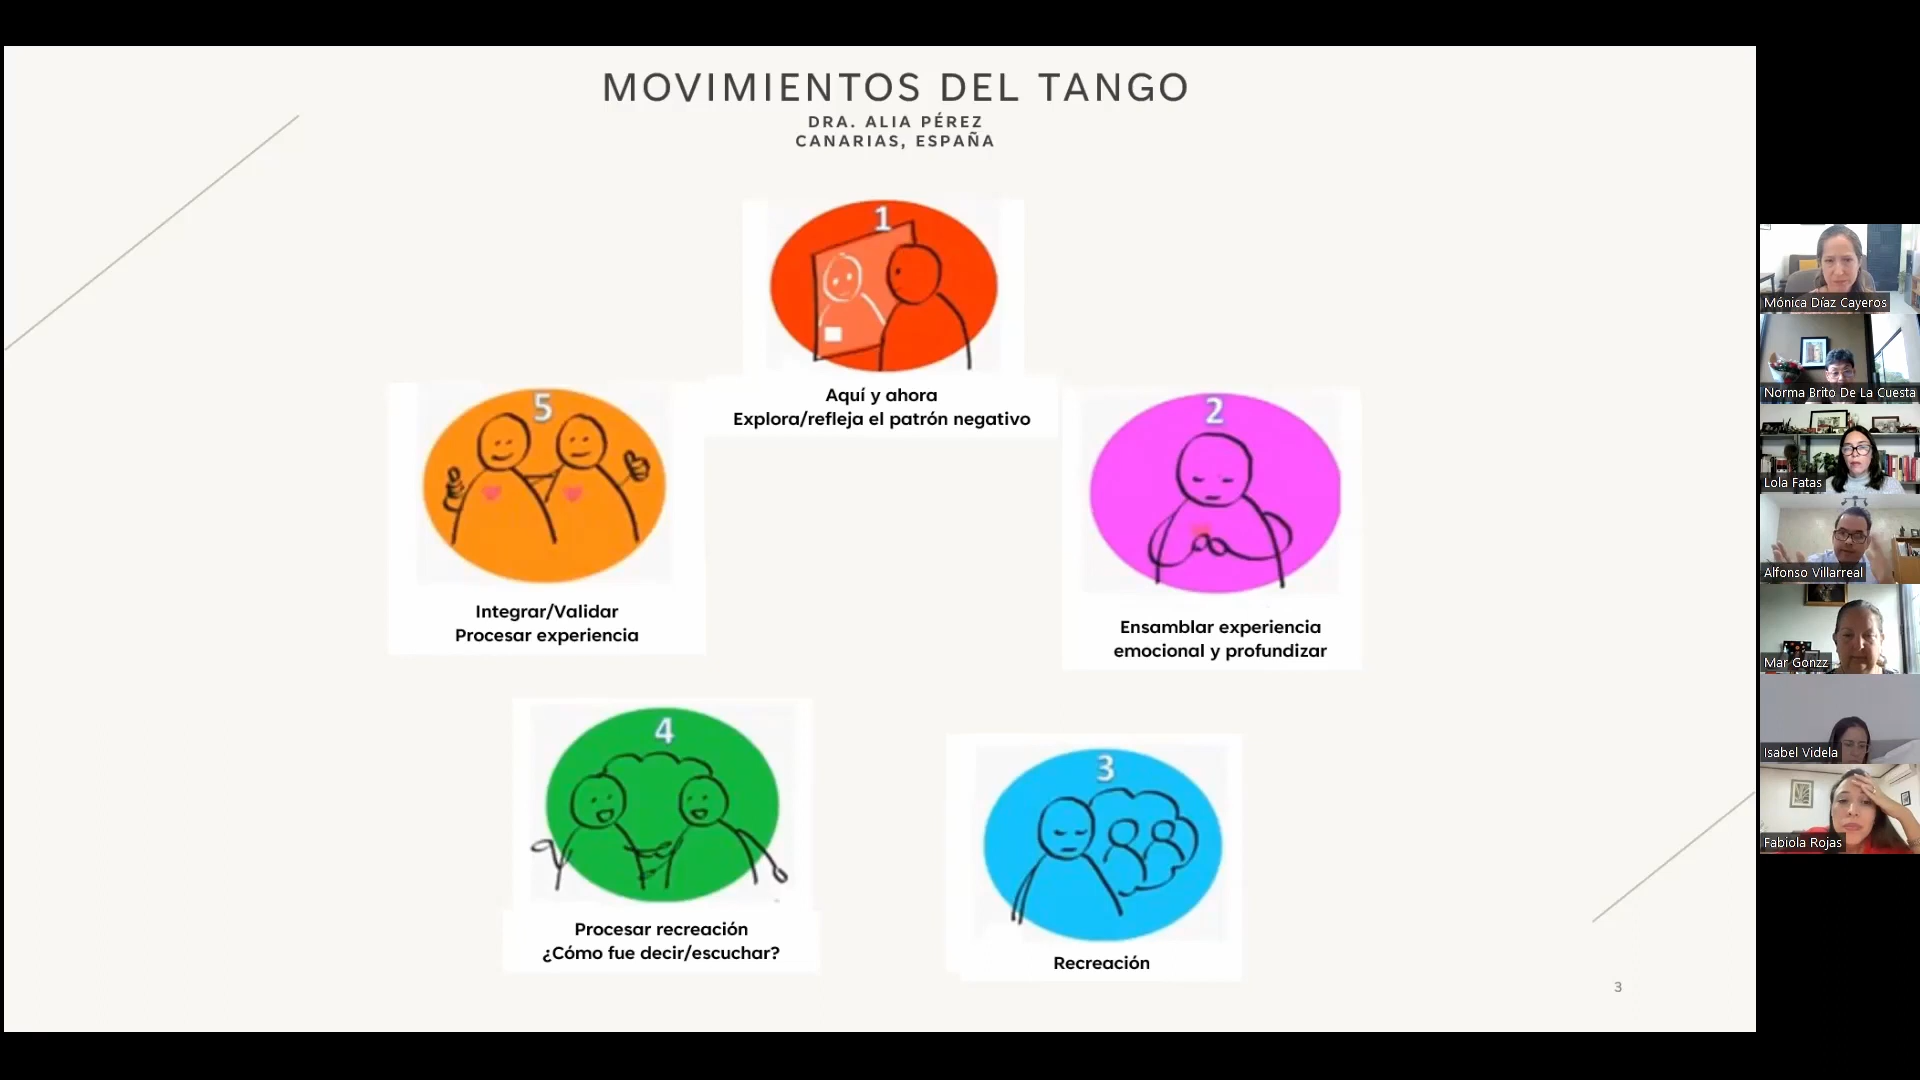 MOVIMIENTOS DEL TANGO
DRA. ALIA PÉREZ
CANARIAS, ESPAÑA
1
Aquí y ahora
Explora/refleja el patrón negativo
2
Ensamblar experiencia
emocional y profundizar
3
Recreación
4
Procesar recreación
¿Cómo fue decir/escuchar?
5
Integrar/Validar
Procesar experiencia
3
Mónica Díaz Cayeros
Norma Brito De La Cuesta
Lola Fatas
Alfonso Villarreal
Mar Gonzz
Isabel Videla
Fabiola Rojas